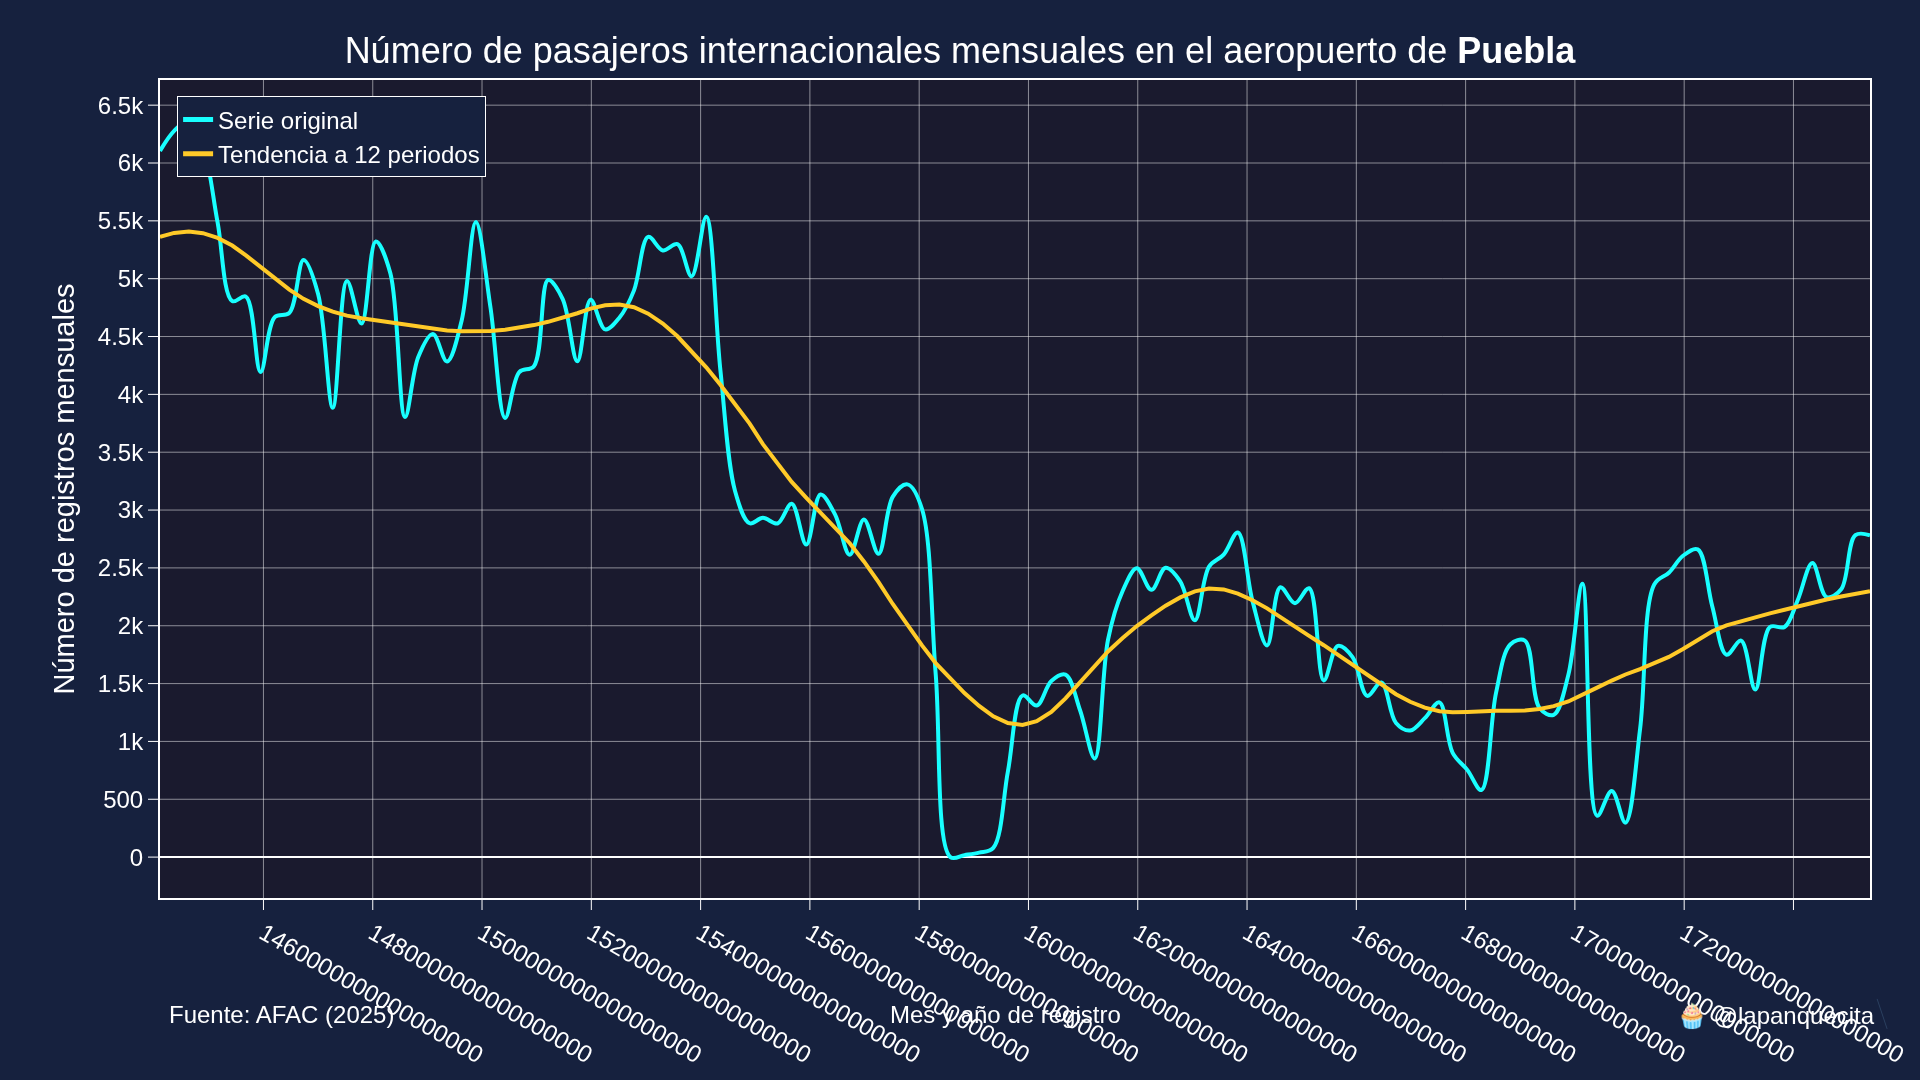 Número de pasajeros internacionales mensuales en el aeropuerto de Puebla
Serie original
Tendencia a 12 periodos
Número de registros mensuales
6.5k
6k
5.5k
5k
4.5k
4k
3.5k
3k
2.5k
2k
1.5k
1k
500
0
1460000000000000000
1480000000000000000
1500000000000000000
1520000000000000000
1540000000000000000
1560000000000000000
1580000000000000000
1600000000000000000
1620000000000000000
1640000000000000000
1660000000000000000
1680000000000000000
1700000000000000000
1720000000000000000
Fuente: AFAC (2025)
Mes y año de registro
🧁 @lapanquecita